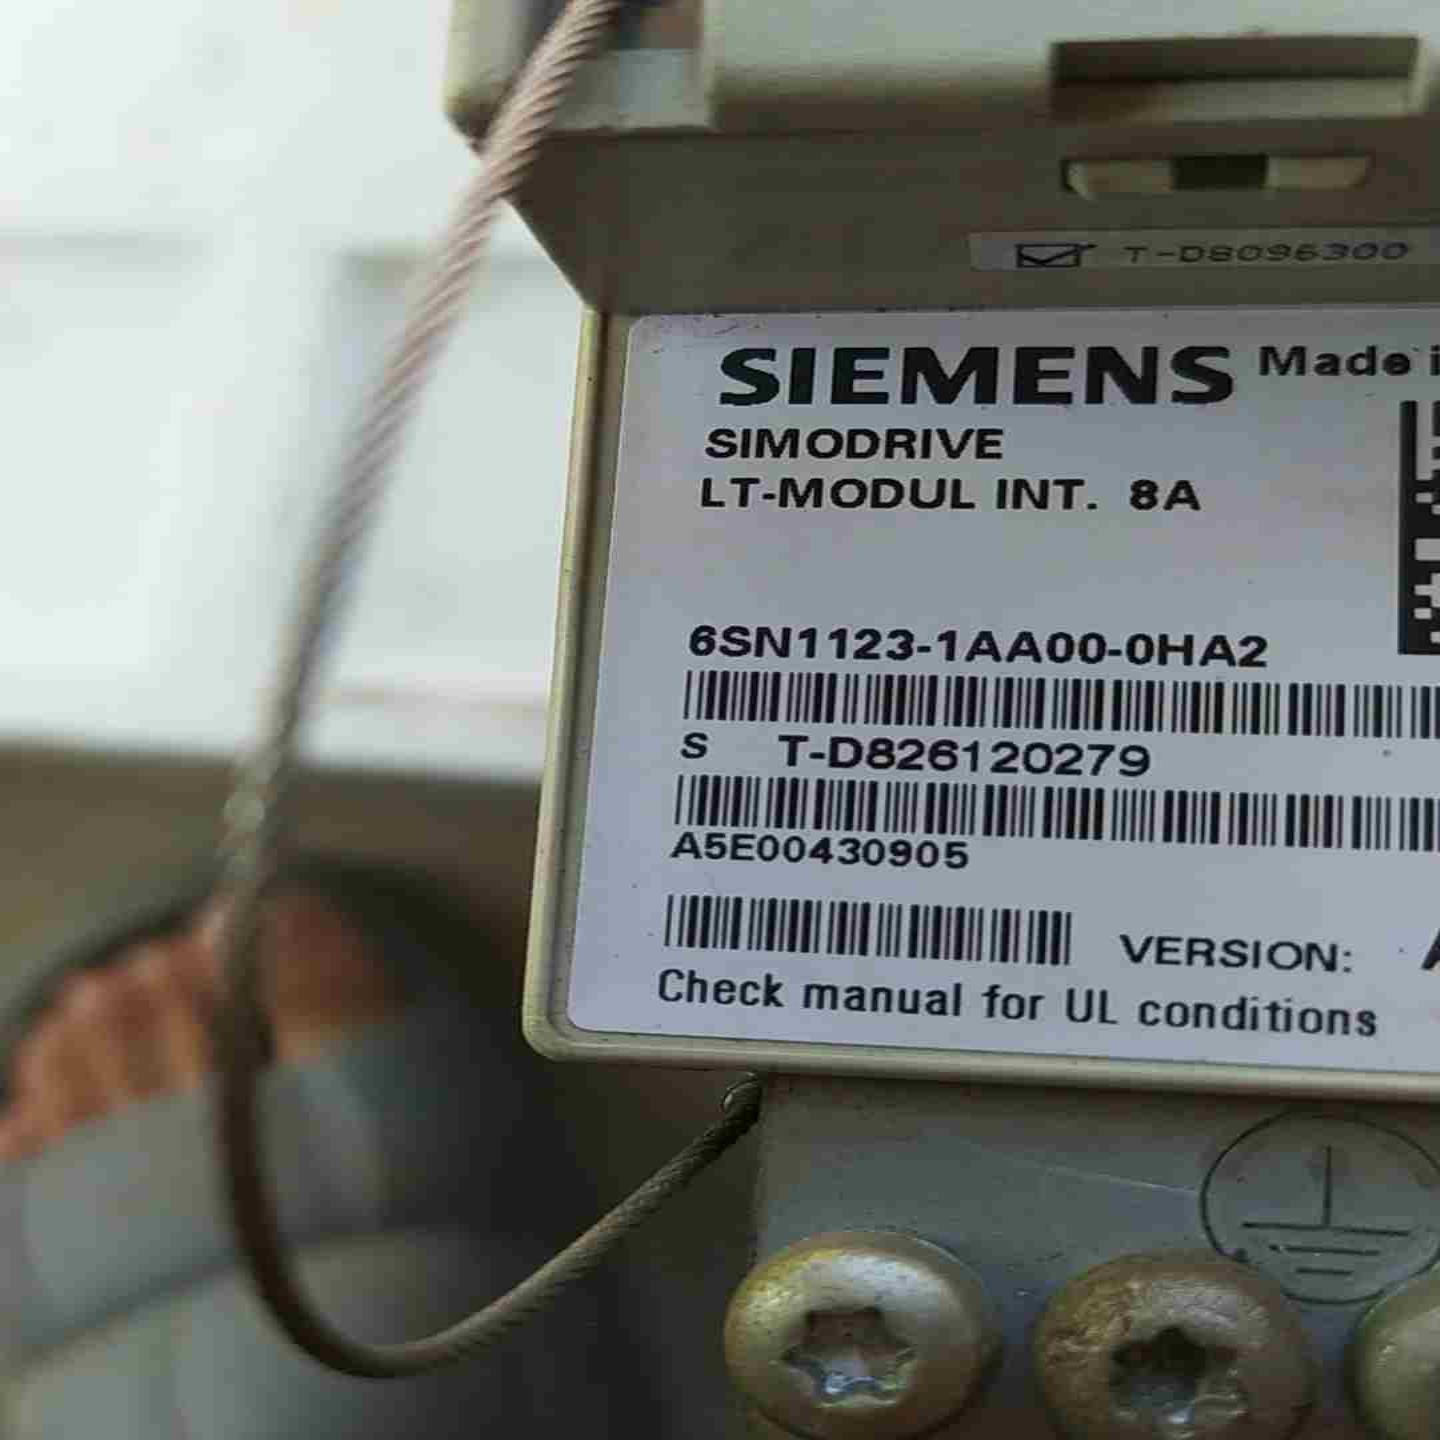 T-D8096300
SIEMENS Made
SIMODRIVE
LT-MODUL INT. 8A
6SN1123-1AA00-0HA2
S T-D826120279
A5E00430905
VERSION:
Check manual for UL conditions